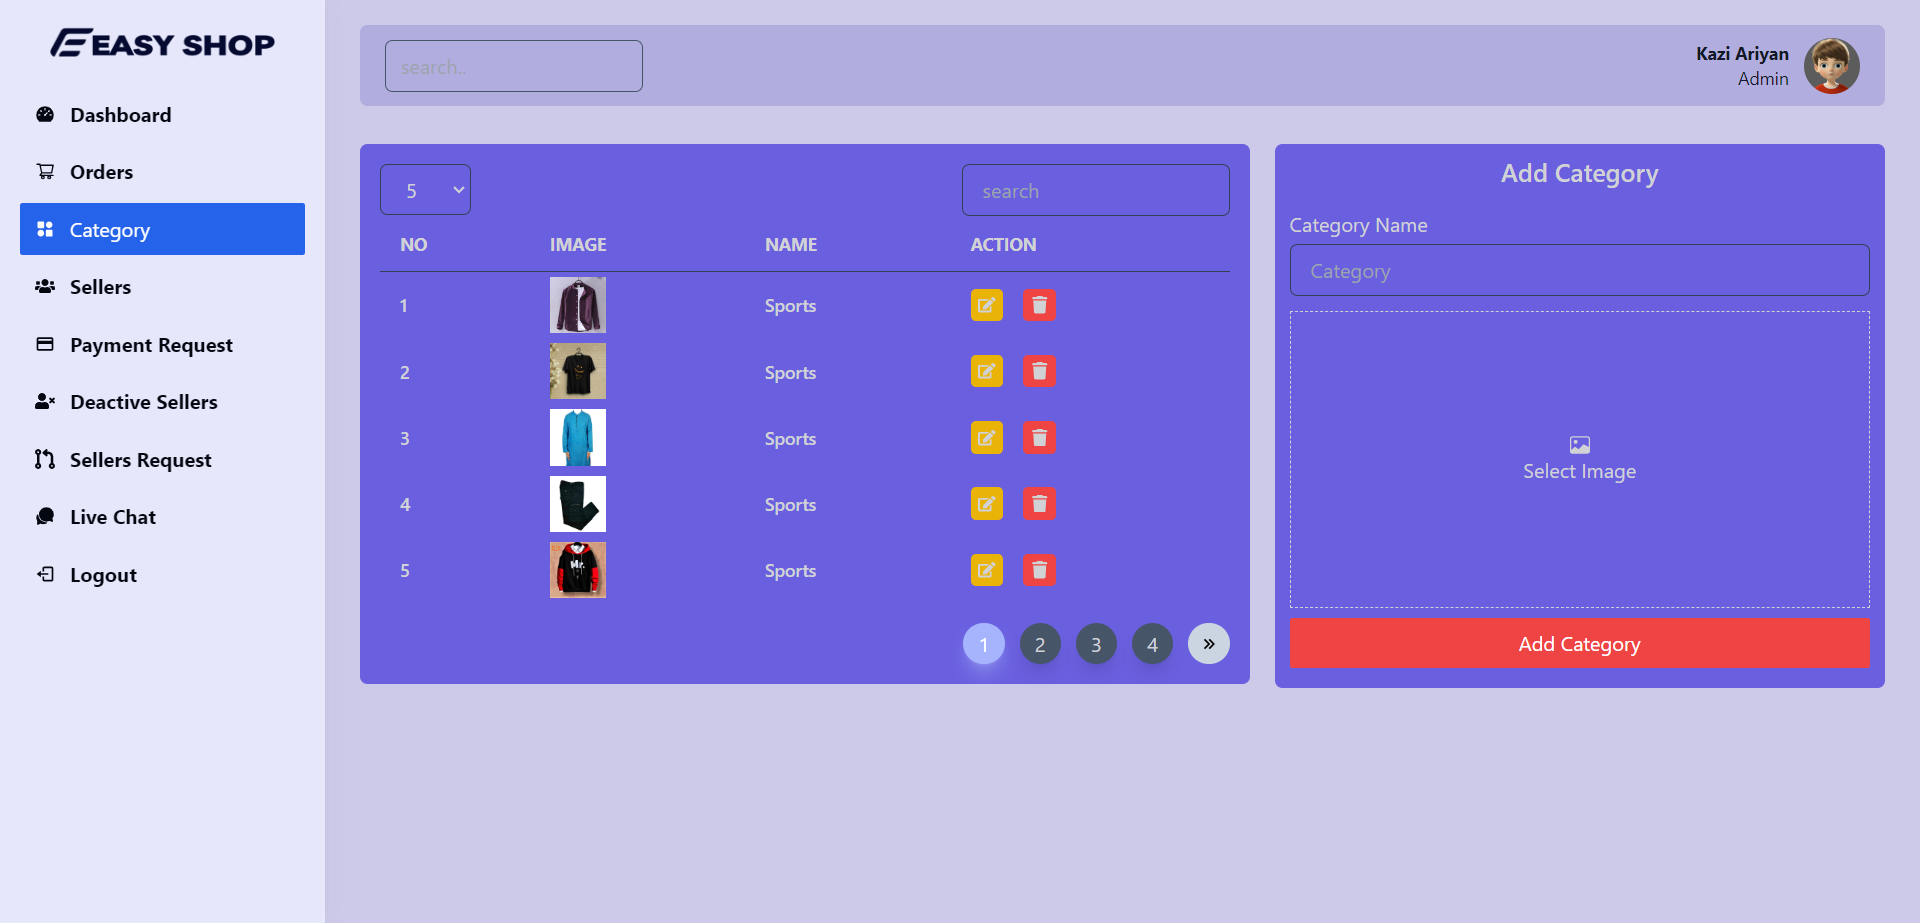 EASY SHOP
Dashboard
Orders
Category
Sellers
Payment Request
Deactive Sellers
Sellers Request
Live Chat
Logout
search..
Kazi Ariyan
Admin
5
search
NO IMAGE NAME ACTION
1 Sports
2 Sports
3 Sports
4 Sports
5 Mr. Sports
1 2 3 4 »
Add Category
Category Name
Category
Select Image
Add Category